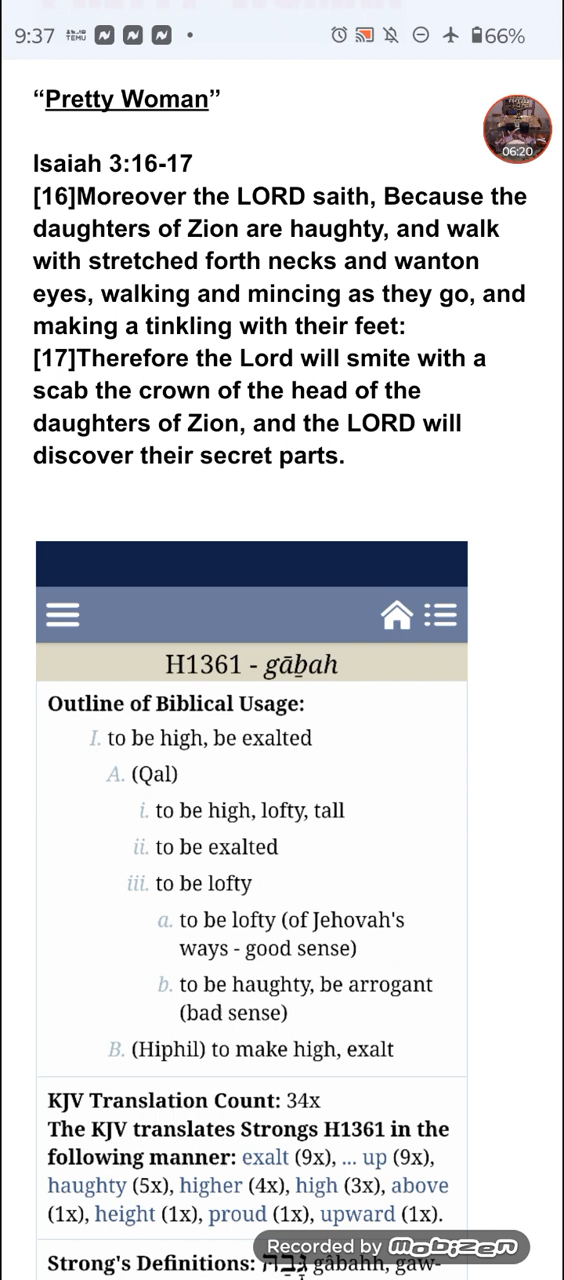 9:37 TEMU 66%
“Pretty Woman”
06:20
Isaiah 3:16-17
[16]Moreover the LORD saith, Because the
daughters of Zion are haughty, and walk
with stretched forth necks and wanton
eyes, walking and mincing as they go, and
making a tinkling with their feet:
[17]Therefore the Lord will smite with a
scab the crown of the head of the
daughters of Zion, and the LORD will
discover their secret parts.
H1361 - gāḇah
Outline of Biblical Usage:
I. to be high, be exalted
A. (Qal)
i. to be high, lofty, tall
ii. to be exalted
iii. to be lofty
a. to be lofty (of Jehovah's
ways - good sense)
b. to be haughty, be arrogant
(bad sense)
B. (Hiphil) to make high, exalt
KJV Translation Count: 34x
The KJV translates Strongs H1361 in the
following manner: exalt (9x), ... up (9x),
haughty (5x), higher (4x), high (3x), above
(1x), height (1x), proud (1x), upward (1x).
Recorded by mobizen
Strong's Definitions: גָּבַהּ gâbahh, gaw-